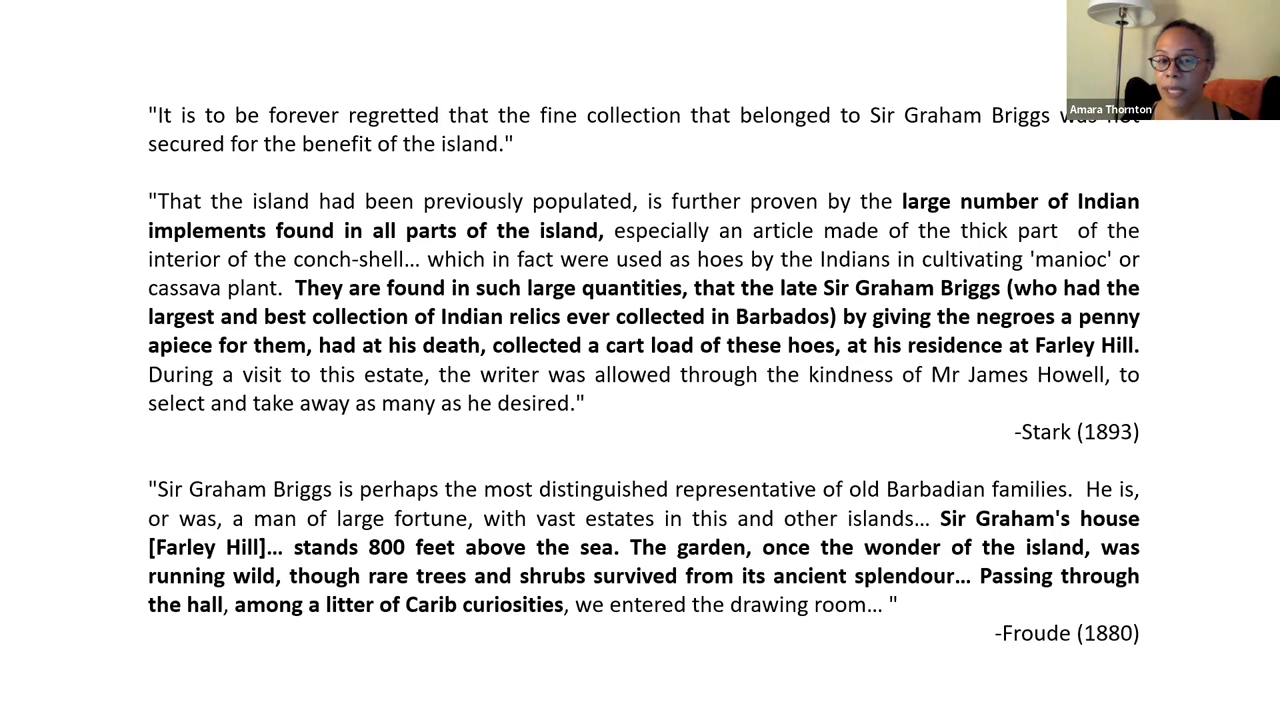 "It is to be forever regretted that the fine collection that belonged to Sir Graham Briggs was not
secured for the benefit of the island."
"That the island had been previously populated, is further proven by the large number of Indian
implements found in all parts of the island, especially an article made of the thick part of the
interior of the conch-shell… which in fact were used as hoes by the Indians in cultivating 'manioc' or
cassava plant. They are found in such large quantities, that the late Sir Graham Briggs (who had the
largest and best collection of Indian relics ever collected in Barbados) by giving the negroes a penny
apiece for them, had at his death, collected a cart load of these hoes, at his residence at Farley Hill.
During a visit to this estate, the writer was allowed through the kindness of Mr James Howell, to
select and take away as many as he desired."
-Stark (1893)
"Sir Graham Briggs is perhaps the most distinguished representative of old Barbadian families. He is,
or was, a man of large fortune, with vast estates in this and other islands… Sir Graham's house
[Farley Hill]… stands 800 feet above the sea. The garden, once the wonder of the island, was
running wild, though rare trees and shrubs survived from its ancient splendour… Passing through
the hall, among a litter of Carib curiosities, we entered the drawing room… "
-Froude (1880)
Amara Thornton